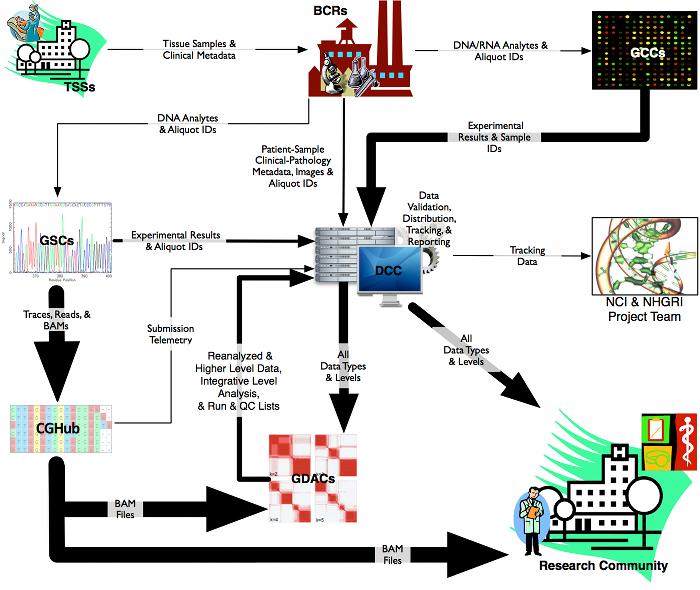 BCRs
Tissue Samples &
Clinical Metadata
DNA/RNA Analytes &
Aliquot IDs
GCCs
TSSs
DNA Analytes
& Aliquot IDs
Experimental
Results & Sample
IDs
Patient-Sample
Clinical-Pathology
Metadata, Images &
Aliquot IDs
Data
Validation,
Distribution,
Tracking, &
Reporting
GSCs
Experimental Results
& Aliquot IDs
DCC
Tracking
Data
NCI & NHGRI
Project Team
Traces, Reads, &
BAMs
Submission
Telemetry
Reanalyzed &
Higher Level Data,
Integrative Level
Analysis,
& Run & QC Lists
All
Data Types
& Levels
All
Data Types
& Levels
CGHub
k=2
GDACs
k=4
k=5
BAM
Files
BAM
Files
Research Community